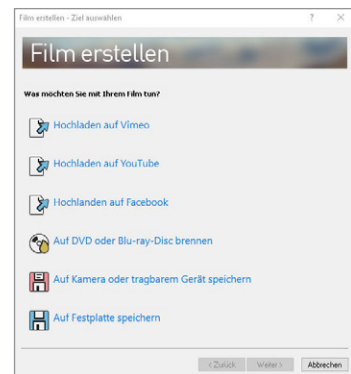 Film erstellen - Ziel auswählen ? ×
Film erstellen
Was möchten Sie mit Ihrem Film tun?
Hochladen auf Vimeo
Hochladen auf YouTube
Hochlanden auf Facebook
Auf DVD oder Blu-ray-Disc brennen
Auf Kamera oder tragbarem Gerät speichern
Auf Festplatte speichern
< Zurück Weiter > Abbrechen